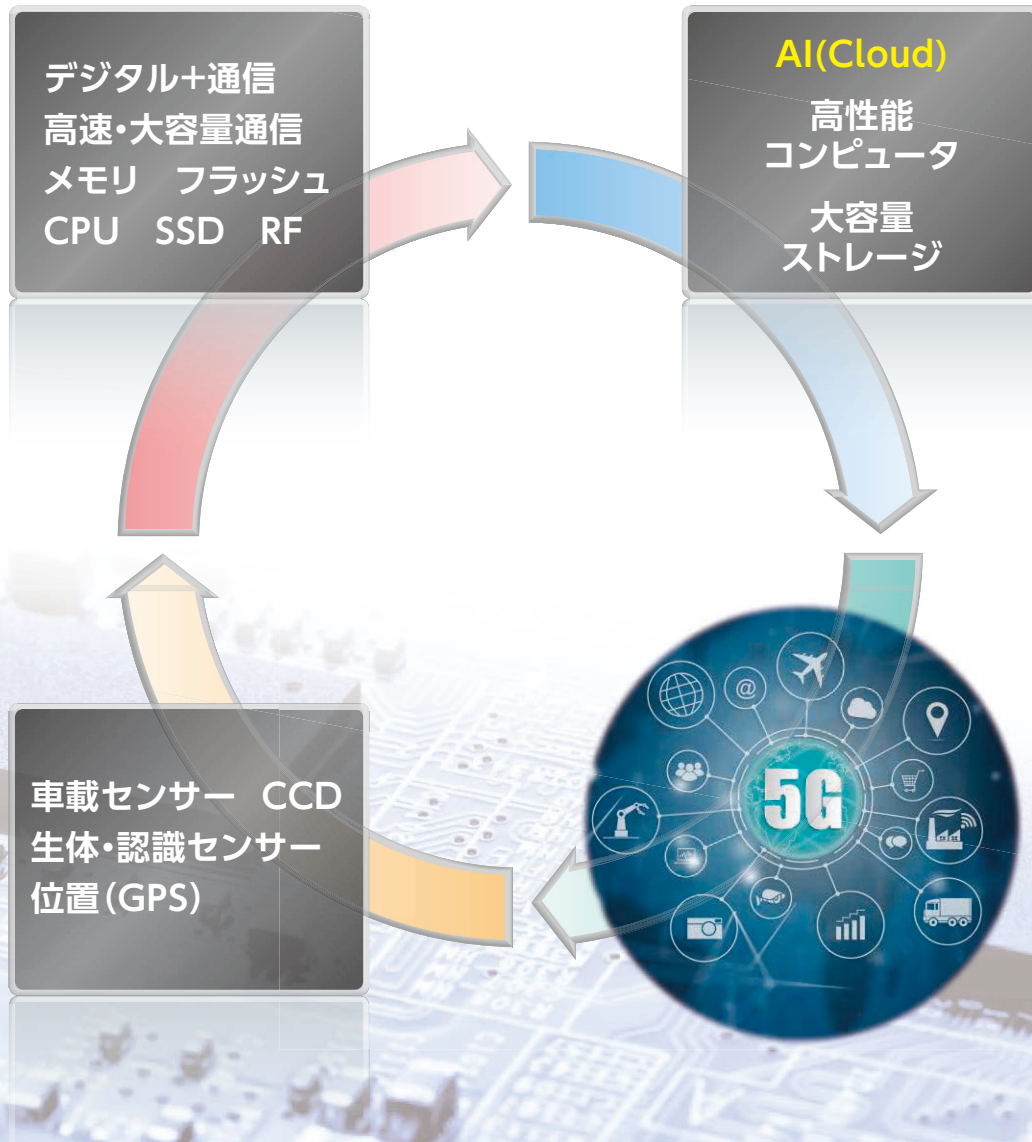 デジタル+通信
高速・大容量通信
メモリ　フラッシュ
CPU　SSD　RF
AI(Cloud)
高性能
コンピュータ
大容量
ストレージ
車載センサー　CCD
生体・認識センサー
位置(GPS)
@
5G